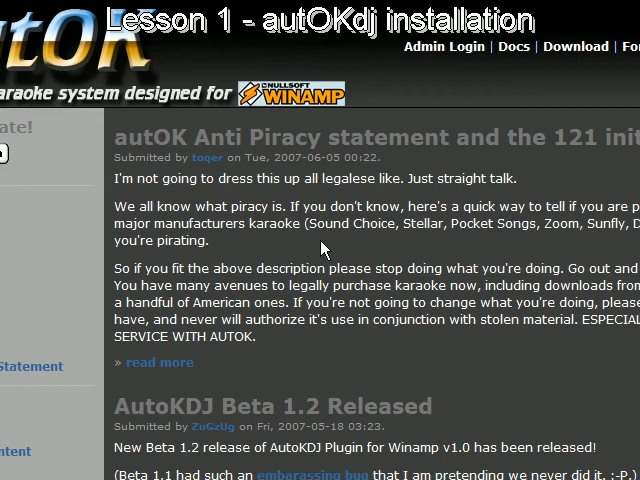 Lesson 1 - autOKdj installation
utOK
Admin Login | Docs | Download | Fo
araoke system designed for NULLSOFT WINAMP
ate!
autOK Anti Piracy statement and the 121 init
Submitted by toqer on Tue, 2007-06-05 00:22.
I'm not going to dress this up all legalese like. Just straight talk.
We all know what piracy is. If you don't know, here's a quick way to tell if you are p
major manufacturers karaoke (Sound Choice, Stellar, Pocket Songs, Zoom, Sunfly, D
you're pirating.
So if you fit the above description please stop doing what you're doing. Go out and
You have many avenues to legally purchase karaoke now, including downloads from
a handful of American ones. If you're not going to change what you're doing, please
have, and never will authorize it's use in conjunction with stolen material. ESPECIAL
SERVICE WITH AUTOK.
» read more
Statement
AutoKDJ Beta 1.2 Released
Submitted by ZuGzUg on Fri, 2007-05-18 03:23.
New Beta 1.2 release of AutoKDJ Plugin for Winamp v1.0 has been released!
ntent
(Beta 1.1 had such an embarassing bug that I am pretending we never did it. :-P.)